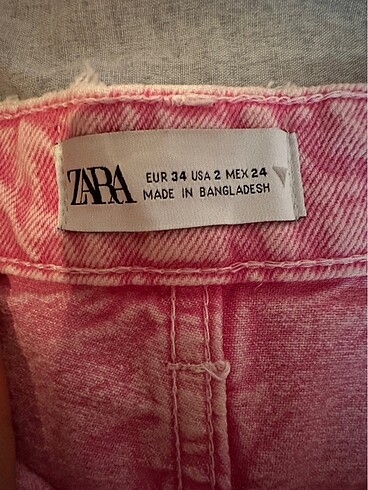 ZARA
EUR 34 USA 2 MEX 24
MADE IN BANGLADESH